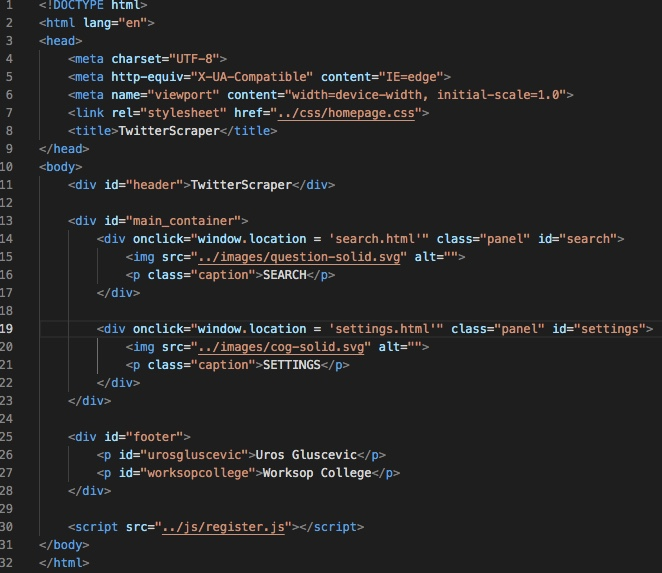 1 <!DOCTYPE html>
2 <html lang="en">
3 <head>
4     <meta charset="UTF-8">
5     <meta http-equiv="X-UA-Compatible" content="IE=edge">
6     <meta name="viewport" content="width=device-width, initial-scale=1.0">
7     <link rel="stylesheet" href="../css/homepage.css">
8     <title>TwitterScraper</title>
9 </head>
10 <body>
11     <div id="header">TwitterScraper</div>
12
13     <div id="main_container">
14         <div onclick="window.location = 'search.html'" class="panel" id="search">
15             <img src="../images/question-solid.svg" alt="">
16             <p class="caption">SEARCH</p>
17         </div>
18
19         <div onclick="window.location = 'settings.html'" class="panel" id="settings">
20             <img src="../images/cog-solid.svg" alt="">
21             <p class="caption">SETTINGS</p>
22         </div>
23     </div>
24
25     <div id="footer">
26         <p id="urosgluscevic">Uros Gluscevic</p>
27         <p id="worksopcollege">Worksop College</p>
28     </div>
29
30     <script src="../js/register.js"></script>
31 </body>
32 </html>